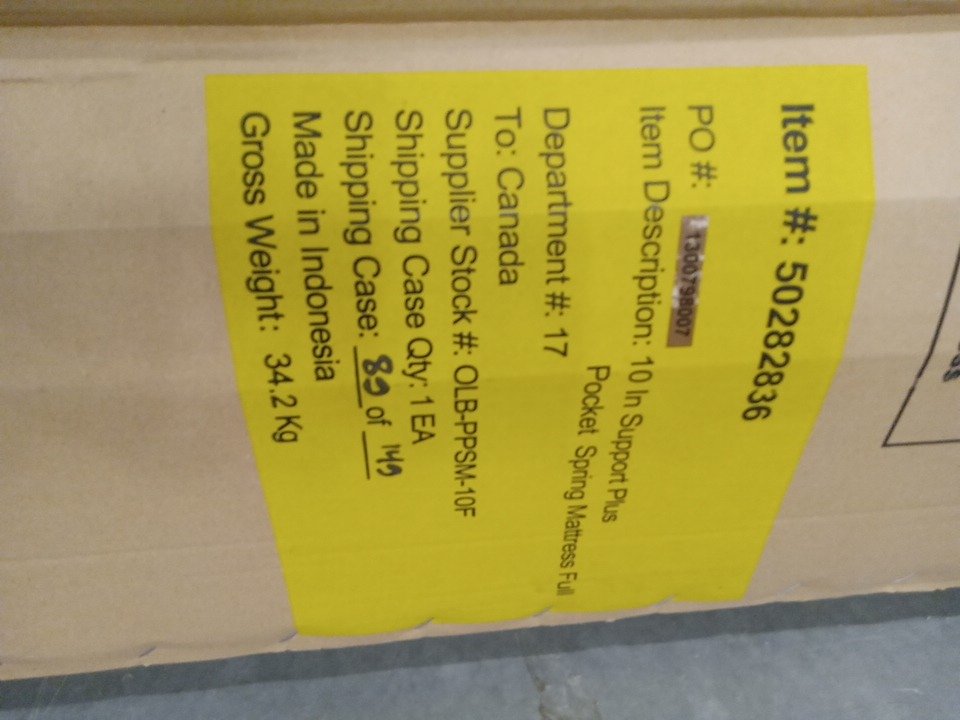 Item #: 50282836
PO #: 1300798007
Item Description: 10 In Support Plus
Pocket Spring Mattress Full
Department #: 17
To: Canada
Supplier Stock #: OLB-PPSM-10F
Shipping Case Qty: 1 EA
Shipping Case: 89 of 149
Made in Indonesia
Gross Weight: 34.2 Kg